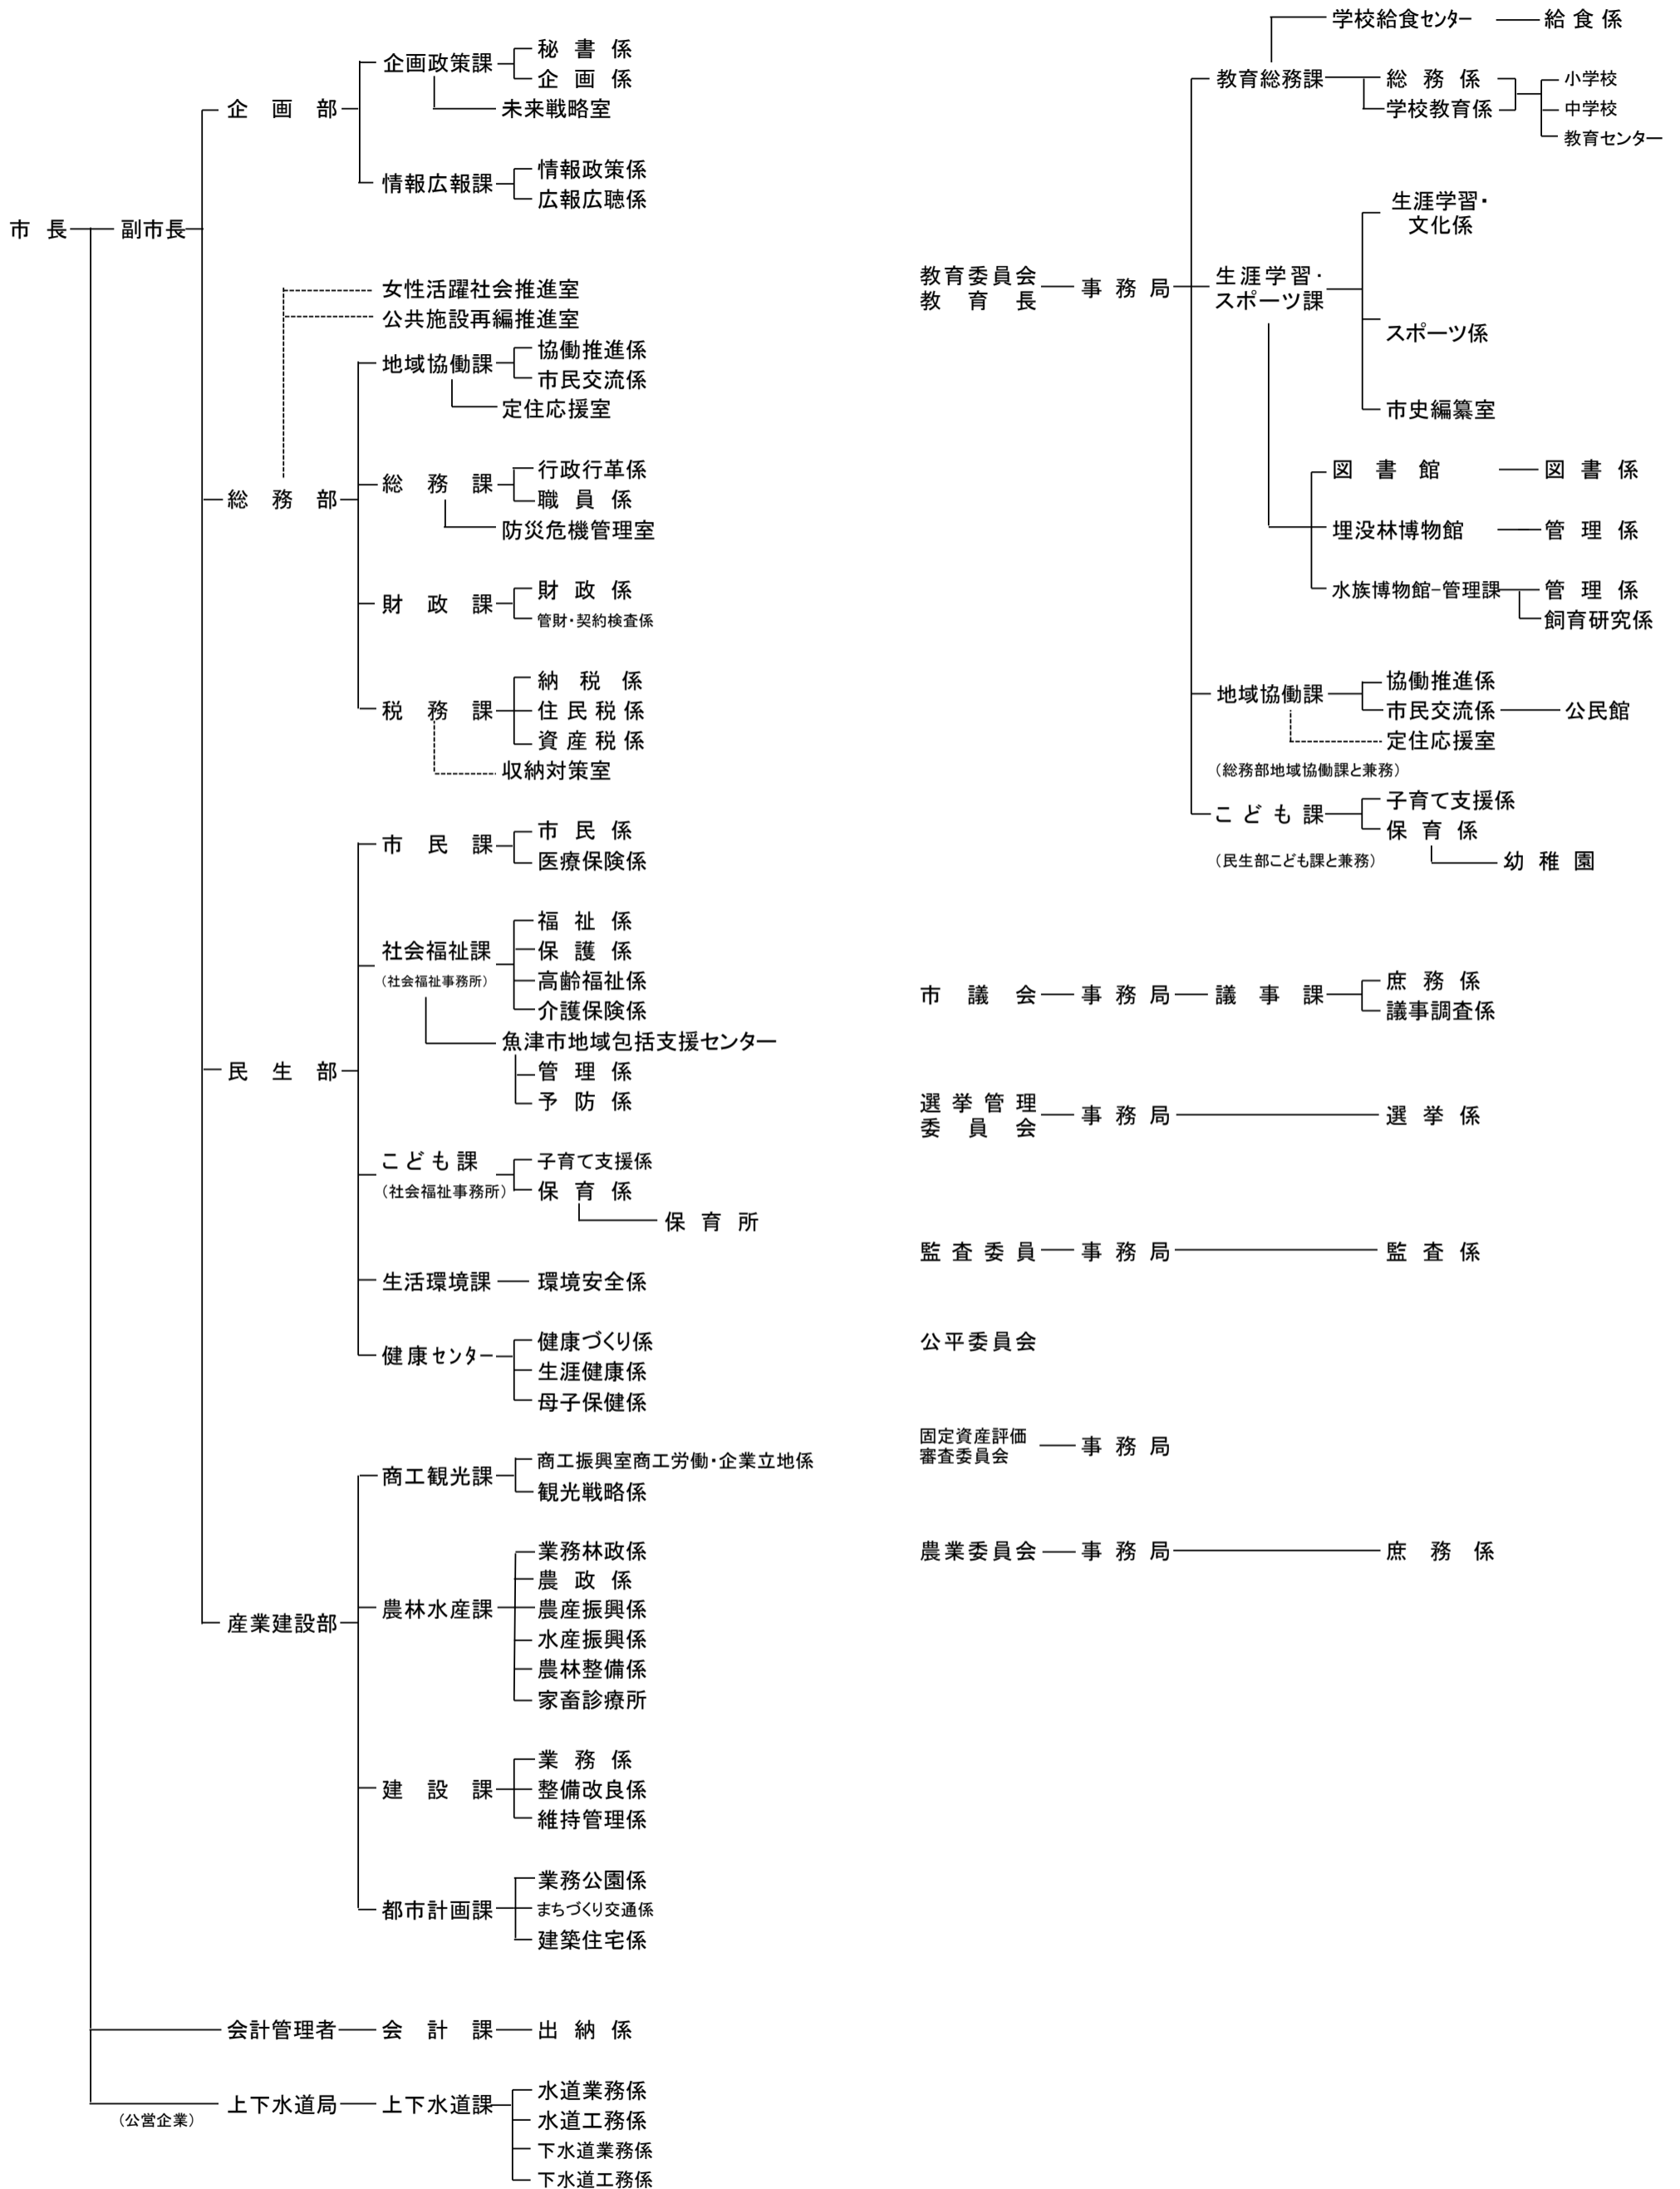 市長
副市長
企画部
企画政策課
秘書係
企画係
未来戦略室
情報広報課
情報政策係
広報広聴係
女性活躍社会推進室
公共施設再編推進室
総務部
地域協働課
協働推進係
市民交流係
定住応援室
総務課
行政行革係
職員係
防災危機管理室
財政課
財政係
管財・契約検査係
税務課
納税係
住民税係
資産税係
収納対策室
民生部
市民課
市民係
医療保険係
社会福祉課
（社会福祉事務所）
福祉係
保護係
高齢福祉係
介護保険係
魚津市地域包括支援センター
管理係
予防係
こども課
（社会福祉事務所）
子育て支援係
保育係
保育所
生活環境課
環境安全係
健康センター
健康づくり係
生涯健康係
母子保健係
産業建設部
商工観光課
商工振興室商工労働・企業立地係
観光戦略係
農林水産課
業務林政係
農政係
農産振興係
水産振興係
農林整備係
家畜診療所
建設課
業務係
整備改良係
維持管理係
都市計画課
業務公園係
まちづくり交通係
建築住宅係
会計管理者
会計課
出納係
上下水道局
（公営企業）
上下水道課
水道業務係
水道工務係
下水道業務係
下水道工務係
教育委員会
教育長
事務局
学校給食センター
給食係
教育総務課
総務係
学校教育係
小学校
中学校
教育センター
生涯学習・
スポーツ課
生涯学習・
文化係
スポーツ係
市史編纂室
図書館
図書係
埋没林博物館
管理係
水族博物館−管理課
管理係
飼育研究係
地域協働課
協働推進係
市民交流係
公民館
定住応援室
（総務部地域協働課と兼務）
こども課
子育て支援係
保育係
（民生部こども課と兼務）
幼稚園
市議会
事務局
議事課
庶務係
議事調査係
選挙管理
委員会
事務局
選挙係
監査委員
事務局
監査係
公平委員会
固定資産評価
審査委員会
事務局
農業委員会
事務局
庶務係